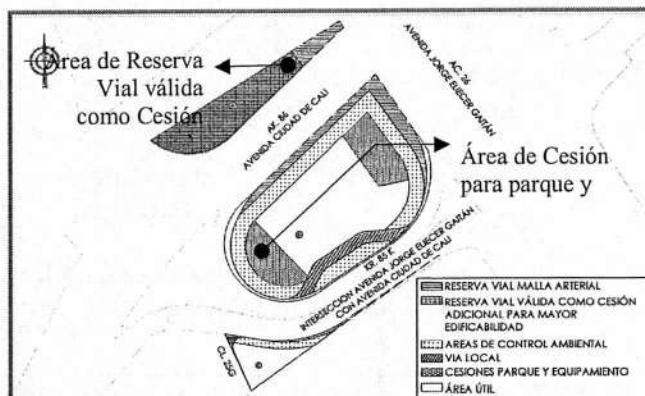 Área de Reserva
Vial válida
como Cesión
AC. 26
AVENIDA JORGE ELIECER GAITÁN
AK. 86
AVENIDA CIUDAD DE CALI
Área de Cesión
para parque y
KR. 85 K
INTERSECCION AVENIDA JORGE ELIECER GAITÁN
CON AVENIDA CIUDAD DE CALI
CL 25G
RESERVA VIAL MALLA ARTERIAL
RESERVA VIAL VÁLIDA COMO CESIÓN
ADICIONAL PARA MAYOR
EDIFICABILIDAD
AREAS DE CONTROL AMBIENTAL
VIA LOCAL
CESIONES PARQUE Y EQUIPAMIENTO
ÁREA ÚTIL